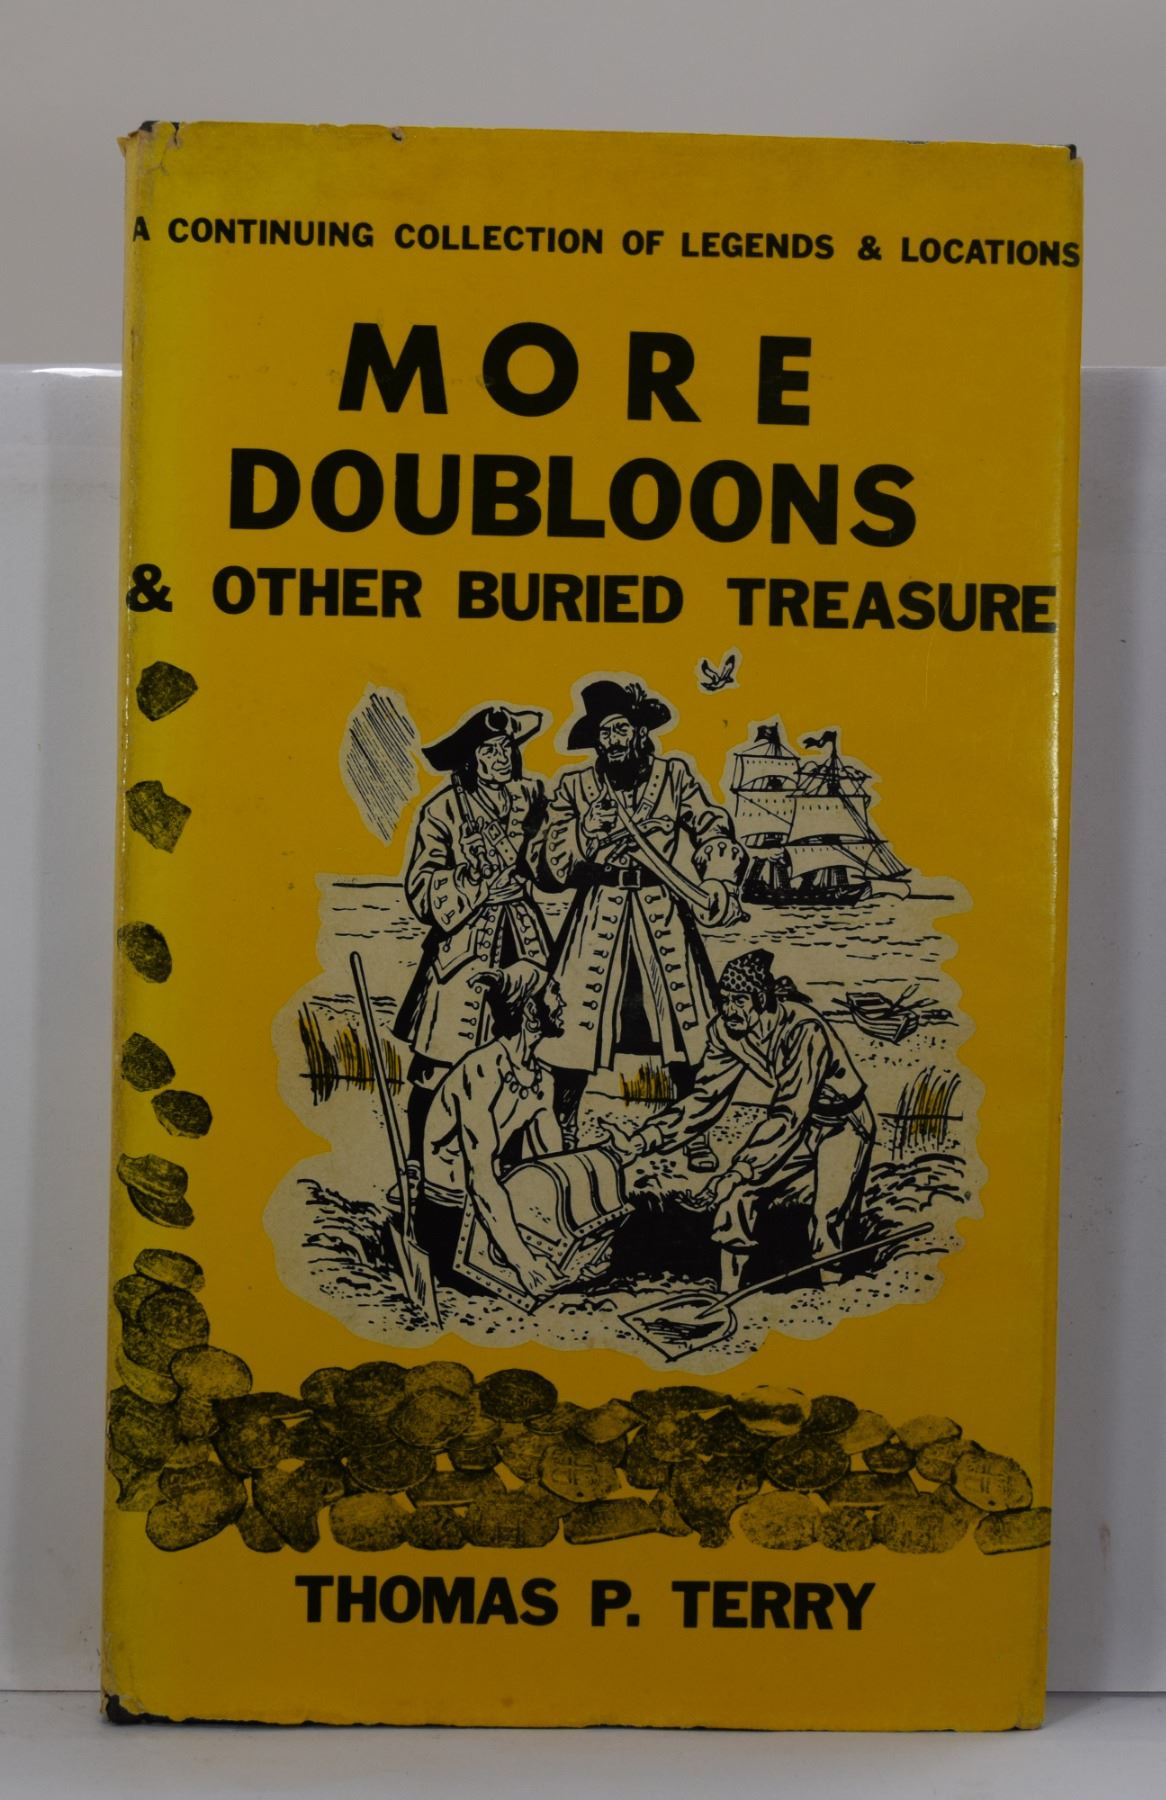 A CONTINUING COLLECTION OF LEGENDS & LOCATIONS
MORE
DOUBLOONS
& OTHER BURIED TREASURE
THOMAS P. TERRY